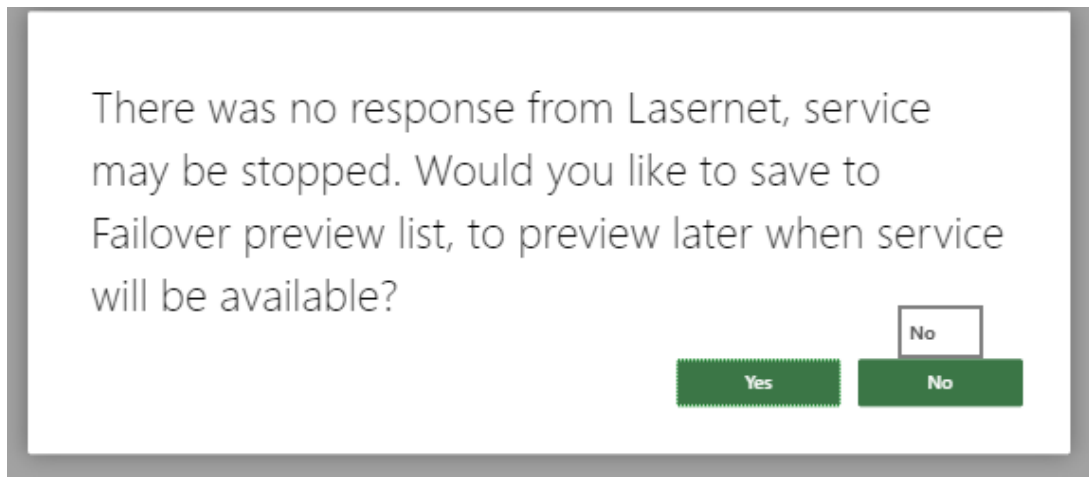 There was no response from Lasernet, service
may be stopped. Would you like to save to
Failover preview list, to preview later when service
will be available?
No
Yes No